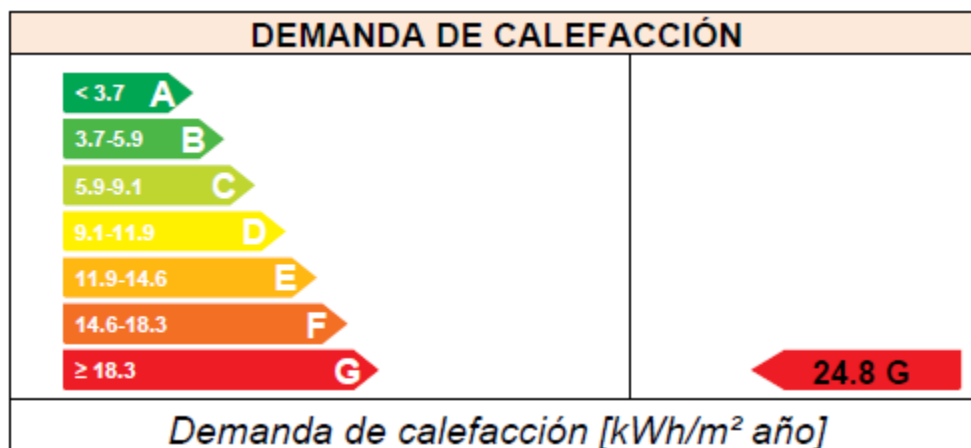 DEMANDA DE CALEFACCIÓN
< 3.7 A
3.7-5.9 B
5.9-9.1 C
9.1-11.9 D
11.9-14.6 E
14.6-18.3 F
≥ 18.3 G
24.8 G
Demanda de calefacción [kWh/m² año]